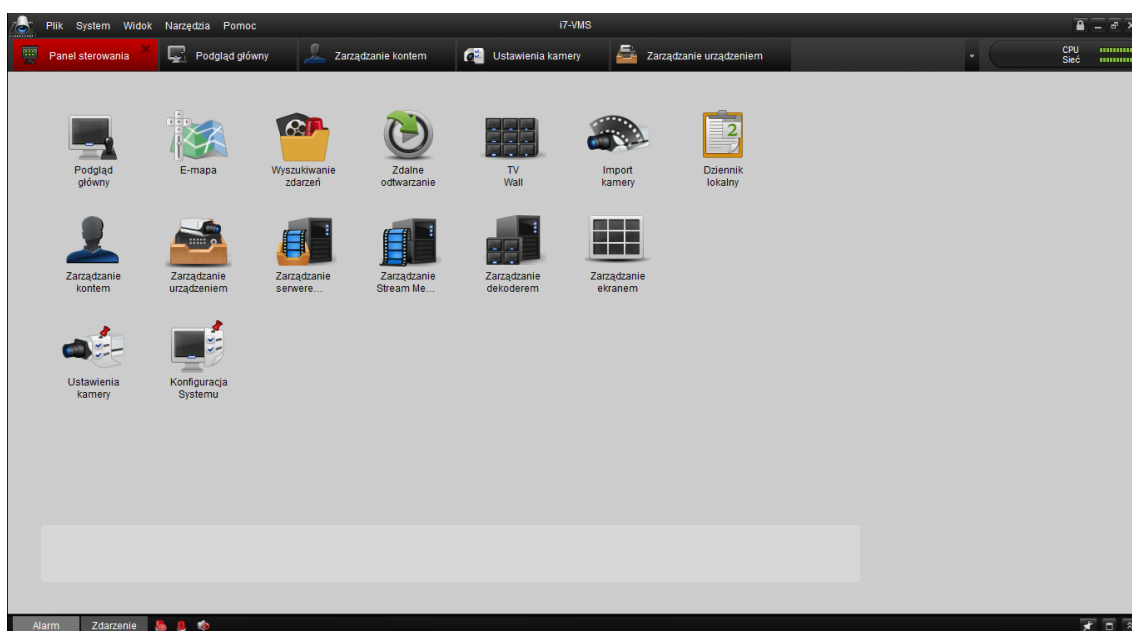 Plik System Widok Narzędzia Pomoc i7-VMS
Panel sterowania Podgląd główny Zarządzanie kontem Ustawienia kamery Zarządzanie urządzeniem CPU
Sieć
Podgląd główny
E-mapa
Wyszukiwanie zdarzeń
Zdalne odtwarzanie
TV Wall
Import kamery
2
Dziennik lokalny
Zarządzanie kontem
Zarządzanie urządzeniem
Zarządzanie serwere...
Zarządzanie Stream Me...
Zarządzanie dekoderem
Zarządzanie ekranem
Ustawienia kamery
Konfiguracja Systemu
Alarm Zdarzenie